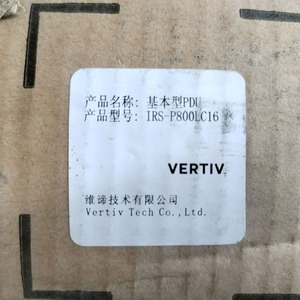 产品名称: 基本型PDU
产品型号: IRS-P800LC16
VERTIV.
维谛技术有限公司
Vertiv Tech Co.,Ltd.